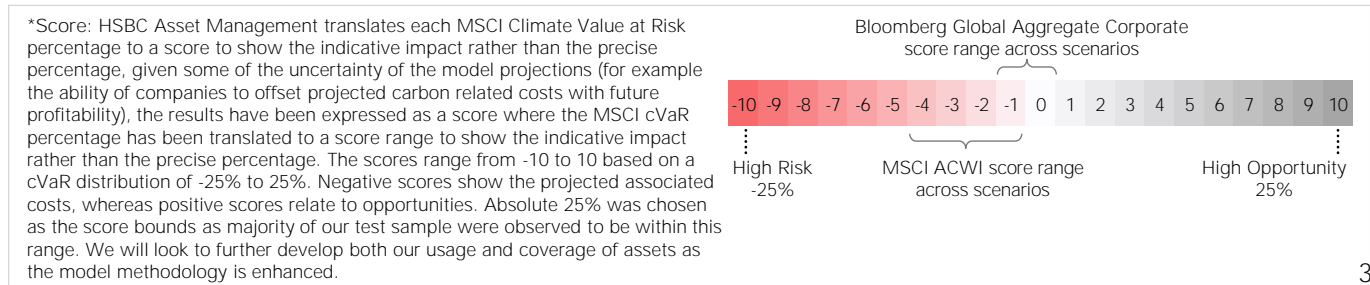 *Score: HSBC Asset Management translates each MSCI Climate Value at Risk
percentage to a score to show the indicative impact rather than the precise
percentage, given some of the uncertainty of the model projections (for example
the ability of companies to offset projected carbon related costs with future
profitability), the results have been expressed as a score where the MSCI cVaR
percentage has been translated to a score range to show the indicative impact
rather than the precise percentage. The scores range from -10 to 10 based on a
cVaR distribution of -25% to 25%. Negative scores show the projected associated
costs, whereas positive scores relate to opportunities. Absolute 25% was chosen
as the score bounds as majority of our test sample were observed to be within this
range. We will look to further develop both our usage and coverage of assets as
the model methodology is enhanced.
Bloomberg Global Aggregate Corporate
score range across scenarios
-10 -9 -8 -7 -6 -5 -4 -3 -2 -1 0 1 2 3 4 5 6 7 8 9 10
High Risk
-25%
MSCI ACWI score range
across scenarios
High Opportunity
25%
3